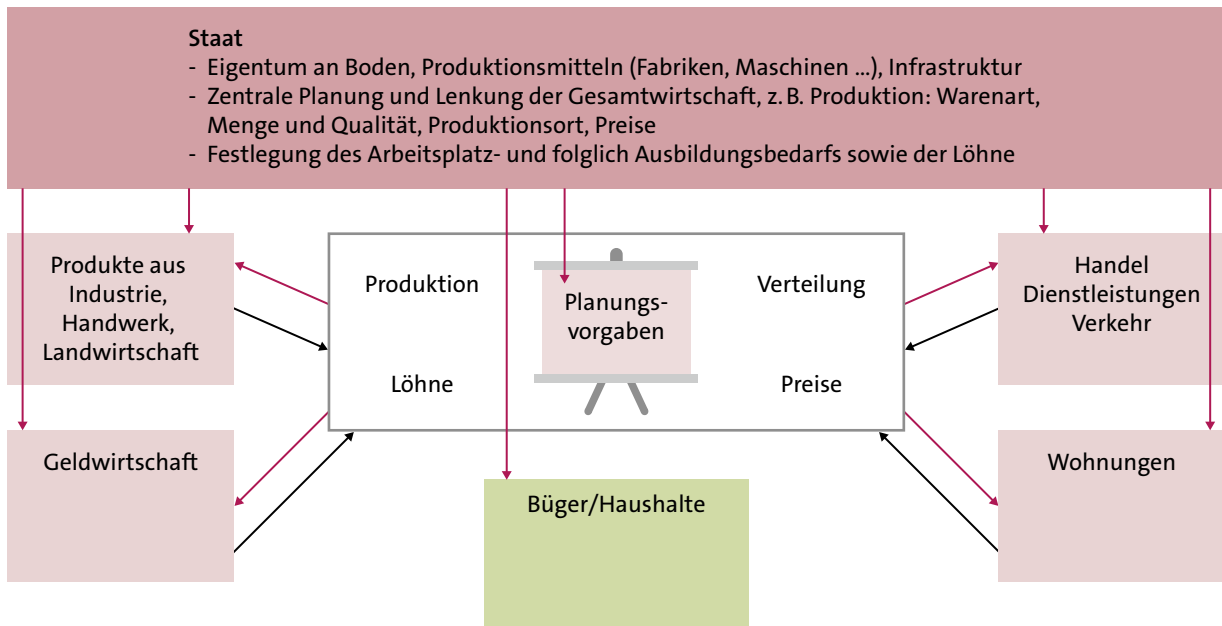 Staat
- Eigentum an Boden, Produktionsmitteln (Fabriken, Maschinen ...), Infrastruktur
- Zentrale Planung und Lenkung der Gesamtwirtschaft, z. B. Produktion: Warenart,
Menge und Qualität, Produktionsort, Preise
- Festlegung des Arbeitsplatz- und folglich Ausbildungsbedarfs sowie der Löhne
Produkte aus
Industrie,
Handwerk,
Landwirtschaft
Produktion
Planungs-
vorgaben
Verteilung
Löhne
Preise
Handel
Dienstleistungen
Verkehr
Geldwirtschaft
Büger/Haushalte
Wohnungen